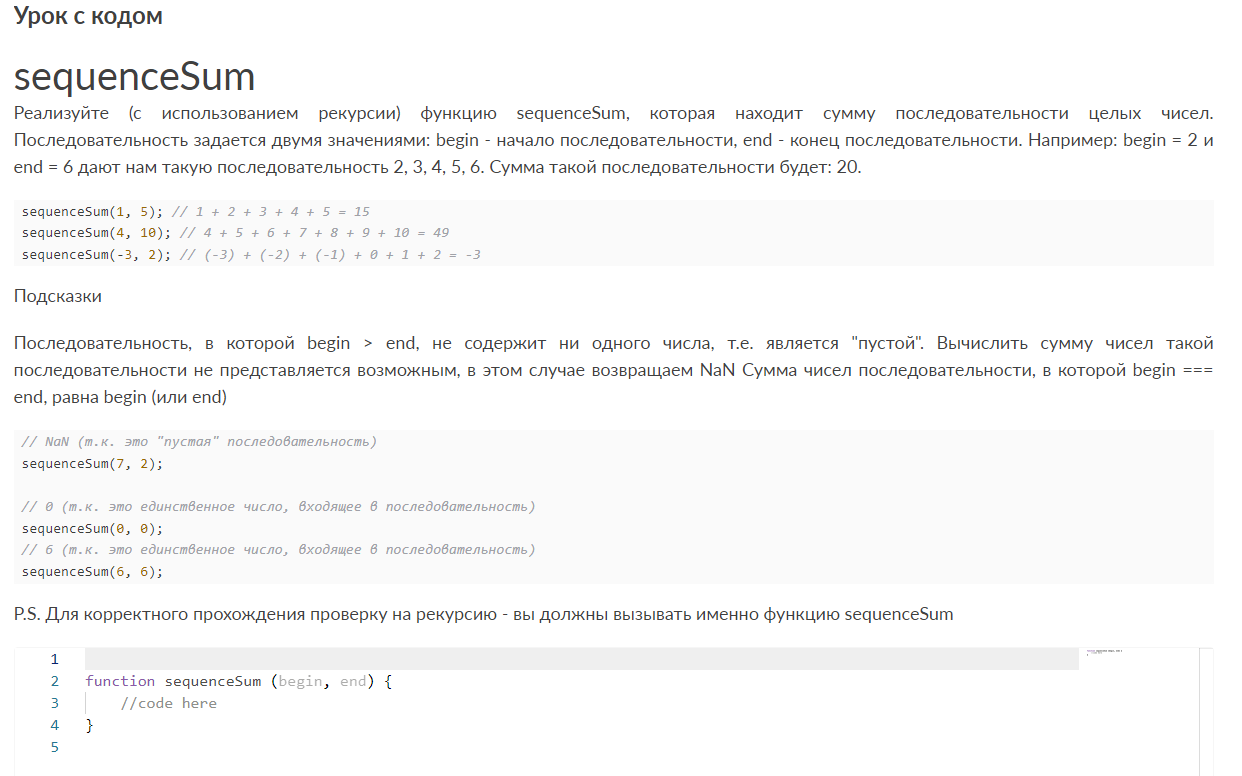 Урок с кодом
sequenceSum
Реализуйте (с использованием рекурсии) функцию sequenceSum, которая находит сумму последовательности целых чисел.
Последовательность задается двумя значениями: begin - начало последовательности, end - конец последовательности. Например: begin = 2 и
end = 6 дают нам такую последовательность 2, 3, 4, 5, 6. Сумма такой последовательности будет: 20.
sequenceSum(1, 5); // 1 + 2 + 3 + 4 + 5 = 15
sequenceSum(4, 10); // 4 + 5 + 6 + 7 + 8 + 9 + 10 = 49
sequenceSum(-3, 2); // (-3) + (-2) + (-1) + 0 + 1 + 2 = -3
Подсказки
Последовательность, в которой begin > end, не содержит ни одного числа, т.е. является "пустой". Вычислить сумму чисел такой
последовательности не представляется возможным, в этом случае возвращаем NaN Сумма чисел последовательности, в которой begin ===
end, равна begin (или end)
// NaN (т.к. это "пустая" последовательность)
sequenceSum(7, 2);
// 0 (т.к. это единственное число, входящее в последовательность)
sequenceSum(0, 0);
// 6 (т.к. это единственное число, входящее в последовательность)
sequenceSum(6, 6);
P.S. Для корректного прохождения проверку на рекурсию - вы должны вызывать именно функцию sequenceSum
1
2 function sequenceSum (begin, end) {
3 //code here
4 }
5